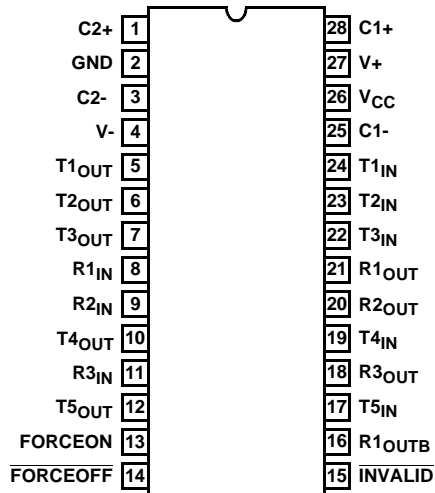 C2+ 1 28 C1+
GND 2 27 V+
C2- 3 26 VCC
V- 4 25 C1-
T1OUT 5 24 T1IN
T2OUT 6 23 T2IN
T3OUT 7 22 T3IN
R1IN 8 21 R1OUT
R2IN 9 20 R2OUT
T4OUT 10 19 T4IN
R3IN 11 18 R3OUT
T5OUT 12 17 T5IN
FORCEON 13 16 R1OUTB
FORCEOFF 14 15 INVALID